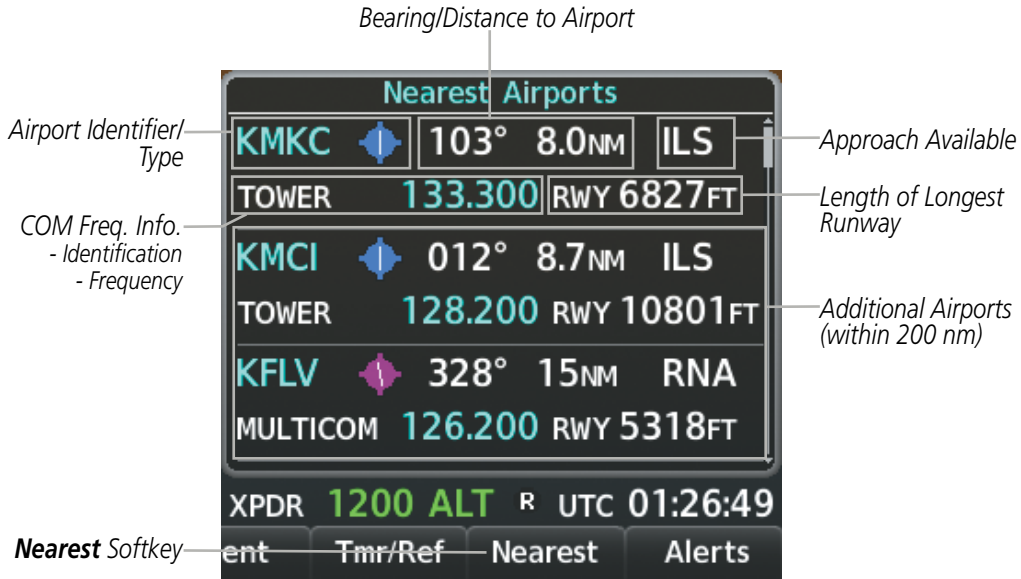 Bearing/Distance to Airport
Nearest Airports
Airport Identifier/
Type
KMKC 103° 8.0NM ILS
Approach Available
TOWER 133.300 RWY 6827FT
Length of Longest
Runway
COM Freq. Info.
- Identification
- Frequency
KMCI 012° 8.7NM ILS
TOWER 128.200 RWY 10801FT
Additional Airports
(within 200 nm)
KFLV 328° 15NM RNA
MULTICOM 126.200 RWY 5318FT
XPDR 1200 ALT R UTC 01:26:49
Nearest Softkey
ent Tmr/Ref Nearest Alerts